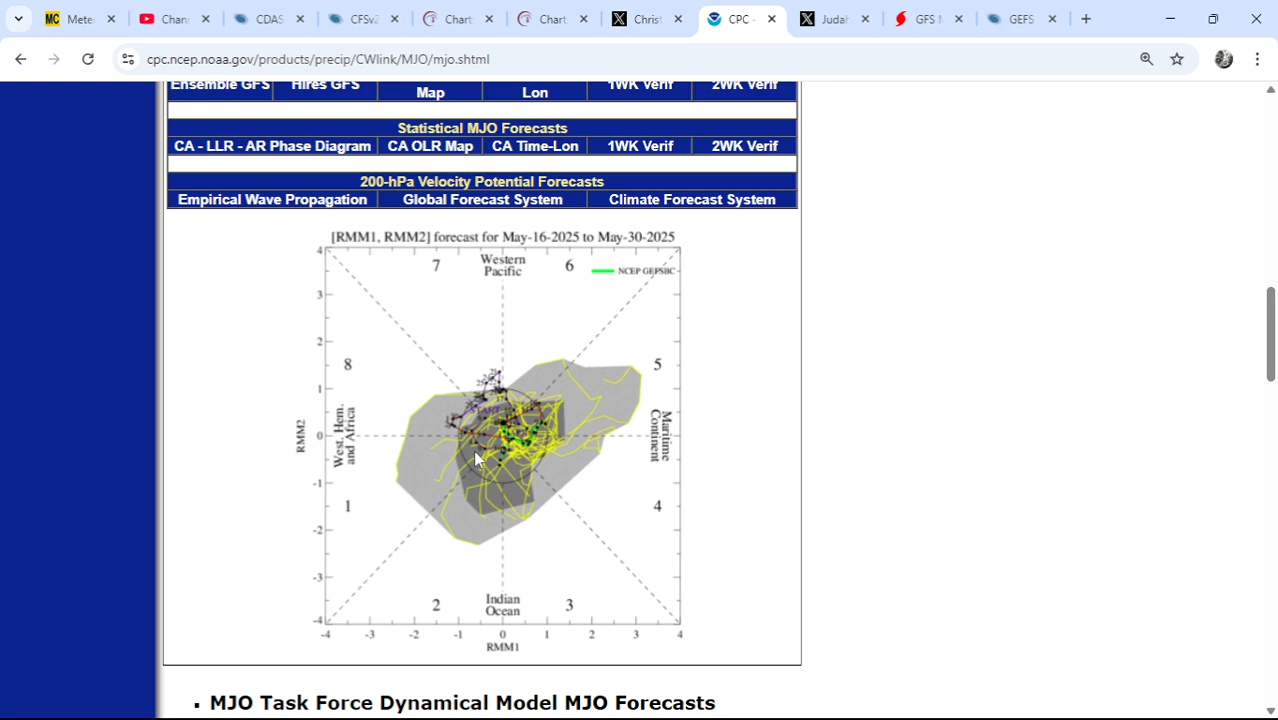 Mete
Chan
CDAS
CFSv2
Chart
Chart
Christ
CPC -
Judah
GFS M
GEFS
cpc.ncep.noaa.gov/products/precip/CWlink/MJO/mjo.shtml
Ensemble GFS Hires GFS Map Lon 1WK Verif 2WK Verif
Statistical MJO Forecasts
CA - LLR - AR Phase Diagram CA OLR Map CA Time-Lon 1WK Verif 2WK Verif
200-hPa Velocity Potential Forecasts
Empirical Wave Propagation Global Forecast System Climate Forecast System
[RMM1, RMM2] forecast for May-16-2025 to May-30-2025
7 Western Pacific 6
NCEP GEFSBC
8 5
START
West. Hem. and Africa
Maritime Continent
1 4
2 Indian Ocean 3
4
3
2
1
0
-1
-2
-3
-4
RMM2
-4 -3 -2 -1 0 1 2 3 4
RMM1
MJO Task Force Dynamical Model MJO Forecasts